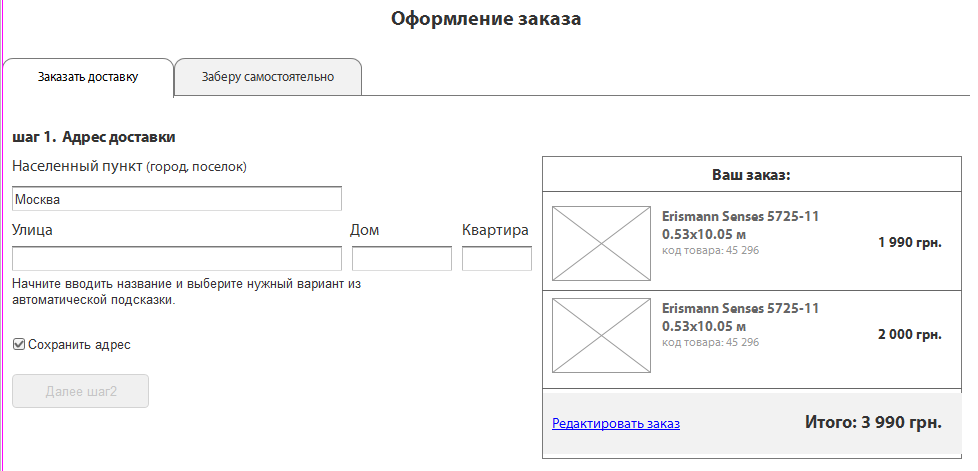 Оформление заказа
Заказать доставку
Заберу самостоятельно
шаг 1. Адрес доставки
Населенный пункт (город, поселок)
Москва
Улица
Дом
Квартира
Начните вводить название и выберите нужный вариант из
автоматической подсказки.
Сохранить адрес
Далее шаг2
Ваш заказ:
Erismann Senses 5725-11
0.53x10.05 м
код товара: 45 296
1 990 грн.
Erismann Senses 5725-11
0.53x10.05 м
код товара: 45 296
2 000 грн.
Редактировать заказ
Итого: 3 990 грн.